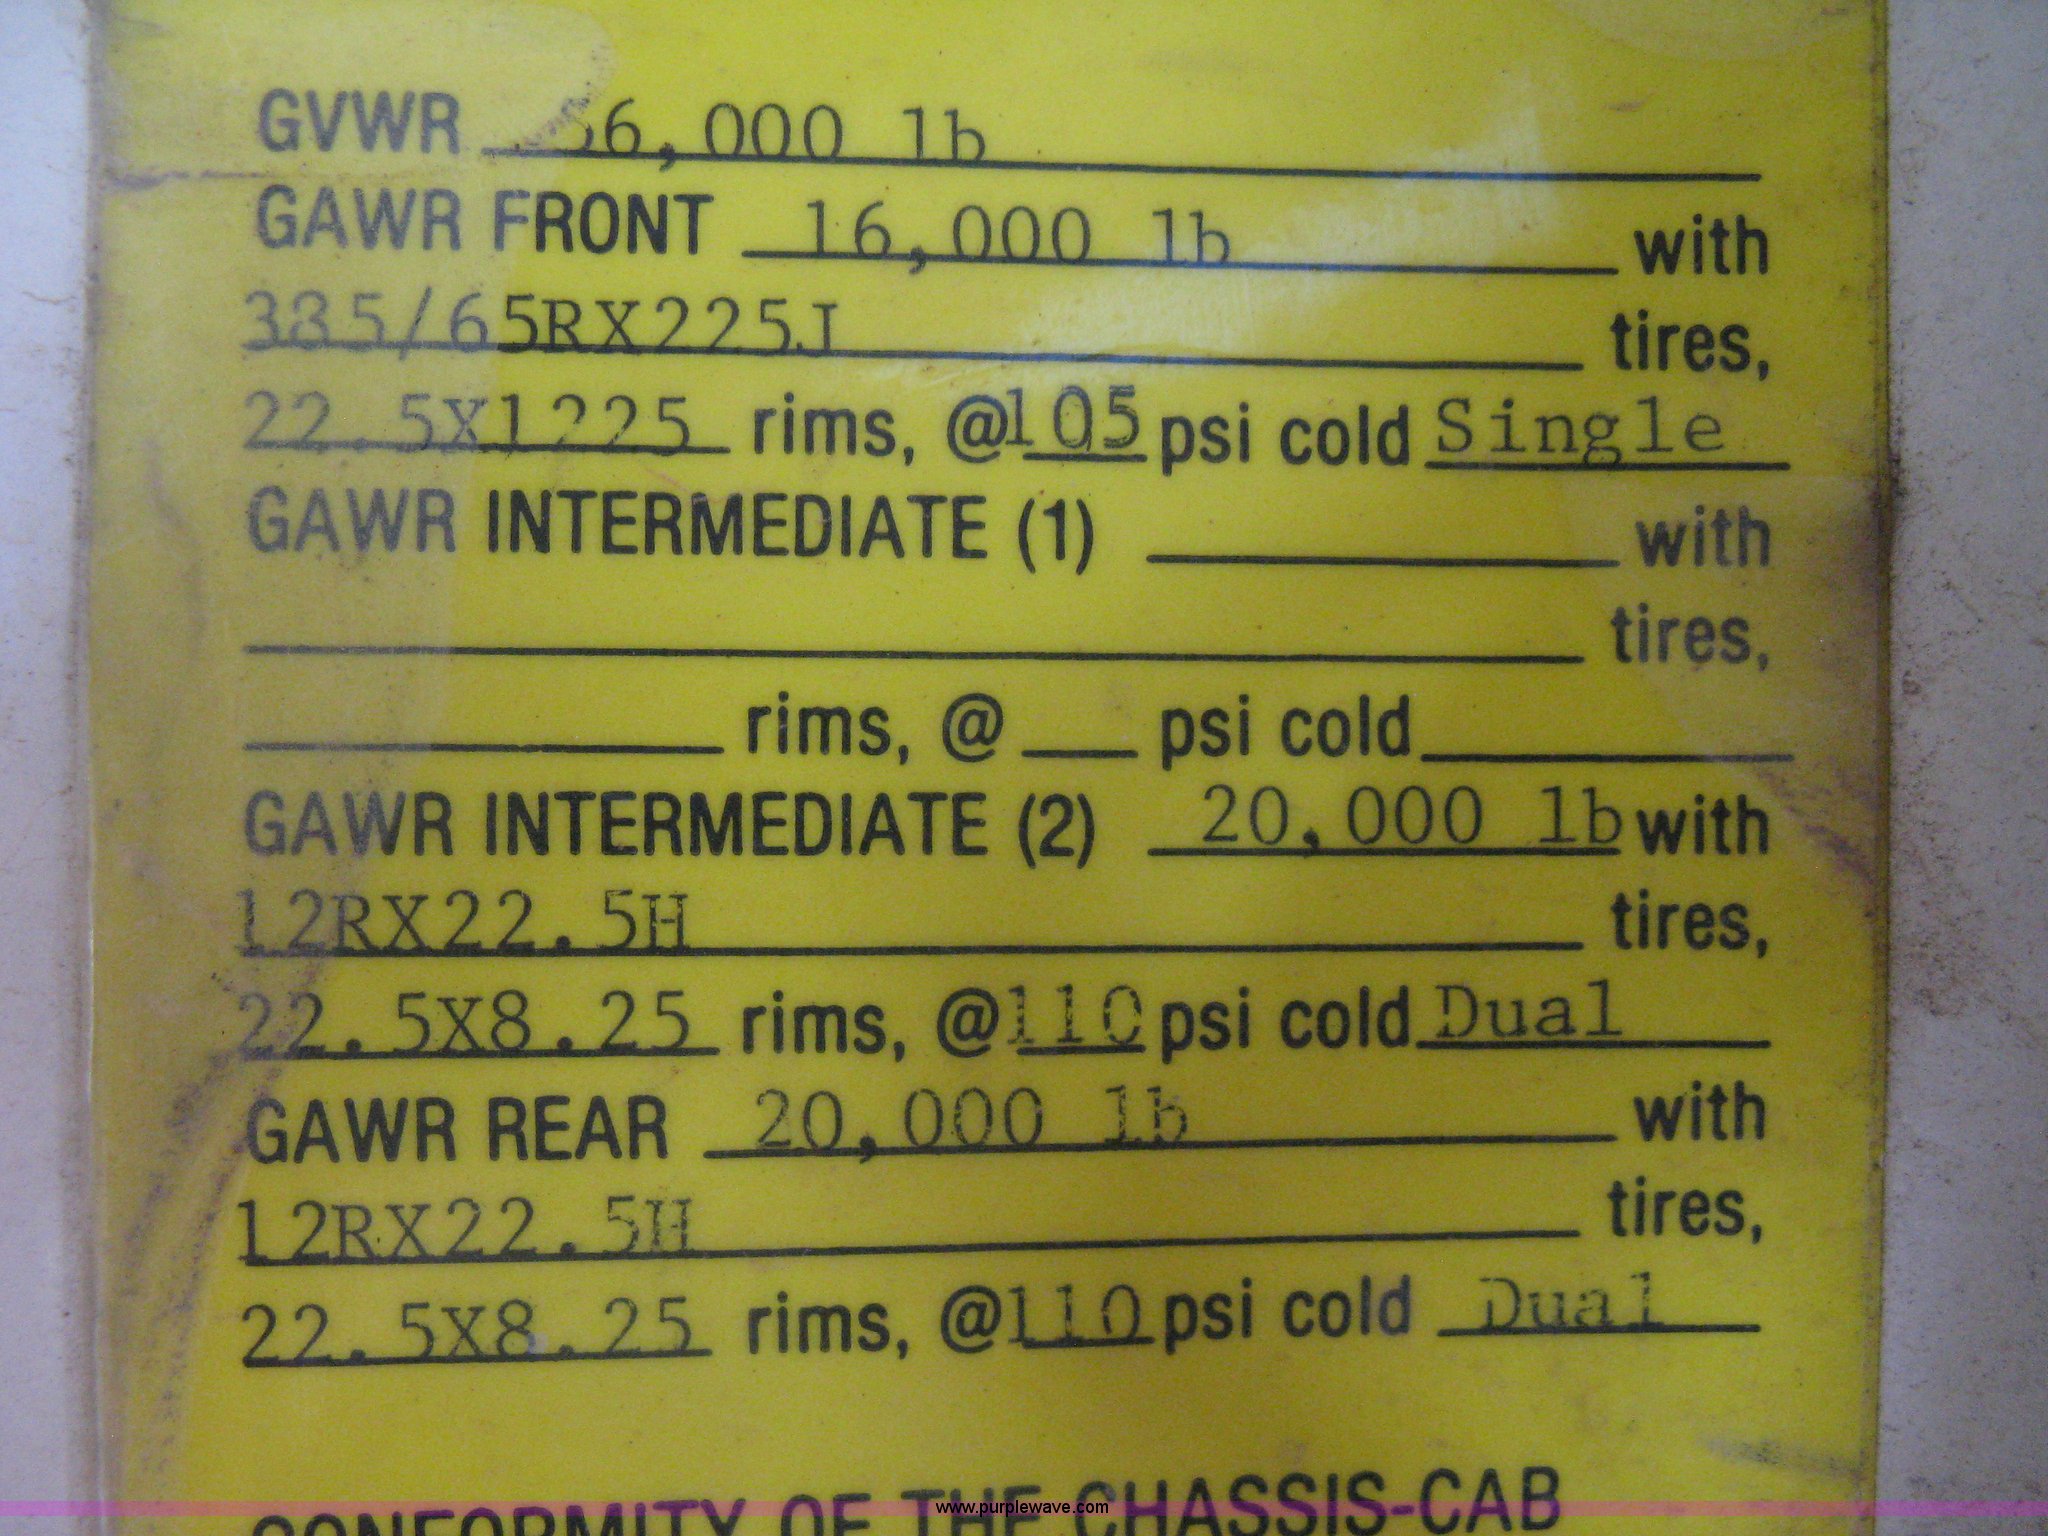 GVWR 56,000 lb
GAWR FRONT 16,000 lb with
385/65RX225J tires,
22.5X1225 rims, @105 psi cold Single
GAWR INTERMEDIATE (1) with
tires,
rims, @ psi cold
GAWR INTERMEDIATE (2) 20,000 lb with
12RX22.5H tires,
22.5X8.25 rims, @110 psi cold Dual
GAWR REAR 20,000 lb with
12RX22.5H tires,
22.5X8.25 rims, @110 psi cold Dual
CONFORMITY OF THE CHASSIS-CAB
www.purplewave.com